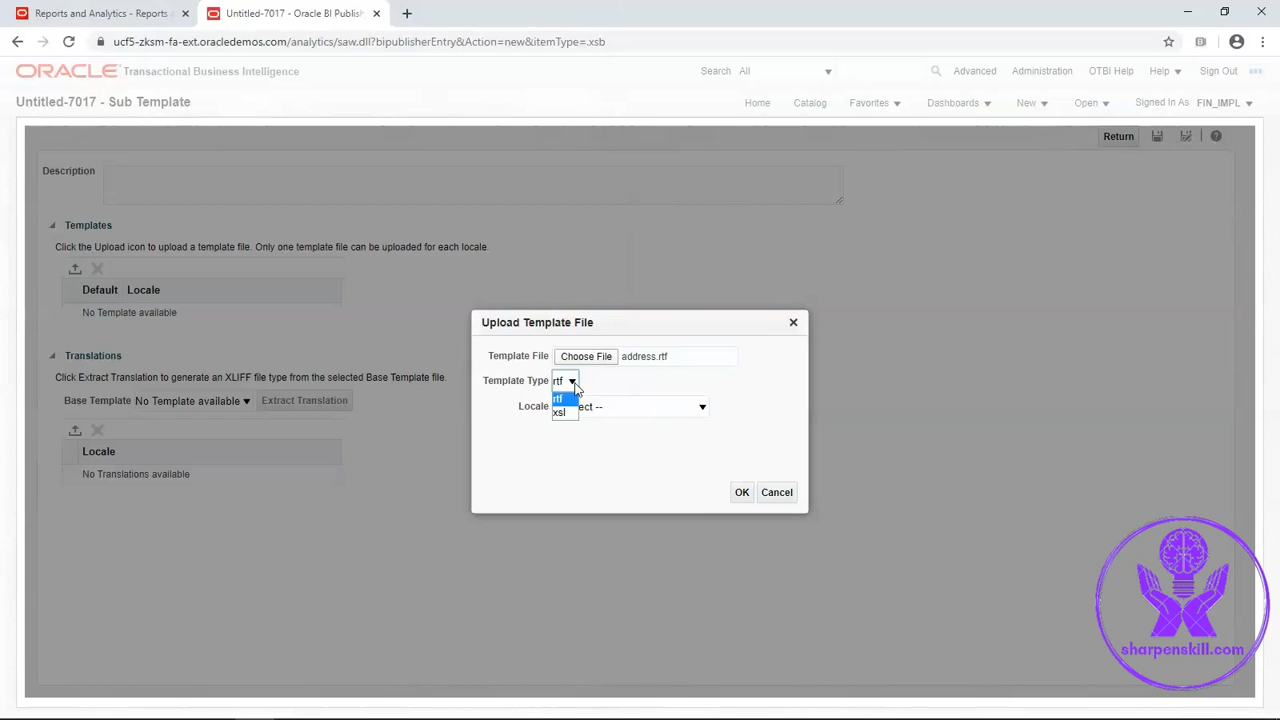 Reports and Analytics - Reports a
Untitled-7017 - Oracle BI Publish
ucf5-zksm-fa-ext.oracledemos.com/analytics/saw.dll?bipublisherEntry&Action=new&itemType=.xsb
ORACLE Transactional Business Intelligence
Search All Advanced Administration OTBI Help Help Sign Out
Untitled-7017 - Sub Template
Home Catalog Favorites Dashboards New Open Signed In As FIN_IMPL
Return
Description
Templates
Click the Upload icon to upload a template file. Only one template file can be uploaded for each locale.
Default Locale
No Template available
Translations
Click Extract Translation to generate an XLIFF file type from the selected Base Template file.
Base Template No Template available Extract Translation
Locale
No Translations available
Upload Template File
Template File Choose File address.rtf
Template Type rtf
rtf
xsl
Locale ect --
OK Cancel
sharpenskill.com